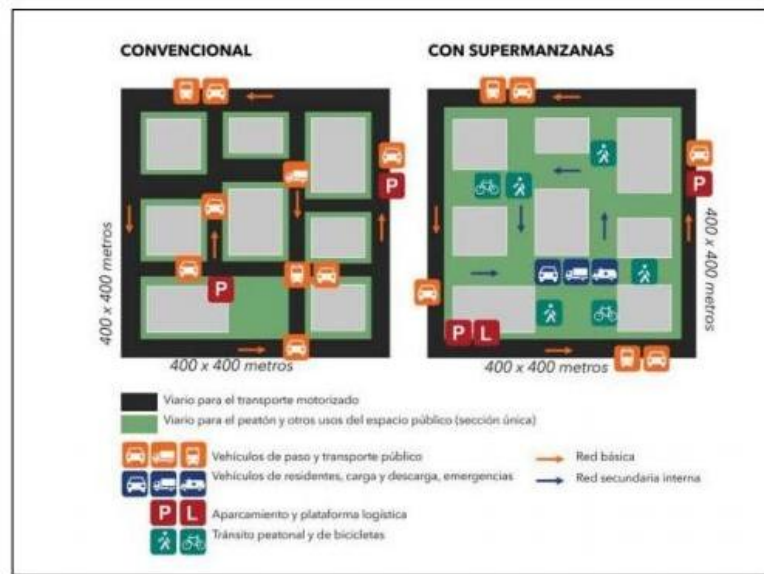 CONVENCIONAL
CON SUPERMANZANAS
P
P
P
P L
400 x 400 metros
400 x 400 metros
400 x 400 metros
400 x 400 metros
Viario para el transporte motorizado
Viario para el peatón y otros usos del espacio público (sección única)
Vehículos de paso y transporte público
Red básica
Vehículos de residentes, carga y descarga, emergencias
Red secundaria interna
P L
Aparcamiento y plataforma logística
Tránsito peatonal y de bicicletas